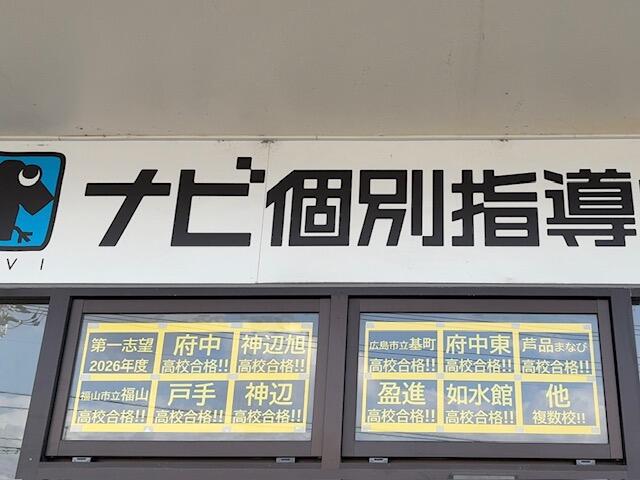 ナビ個別指導
VI
第一志望
2026年度
府中
高校合格!!
神辺旭
高校合格!!
福山市立福山
高校合格!!
戸手
高校合格!!
神辺
高校合格!!
広島市立基町
高校合格!!
府中東
高校合格!!
芦品まなび
高校合格!!
盈進
高校合格!!
如水館
高校合格!!
他
複数校!!